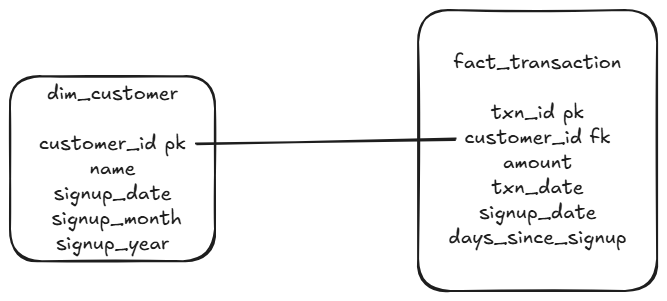 dim_customer
customer_id pk
name
signup_date
signup_month
signup_year
fact_transaction
txn_id pk
customer_id fk
amount
txn_date
signup_date
days_since_signup